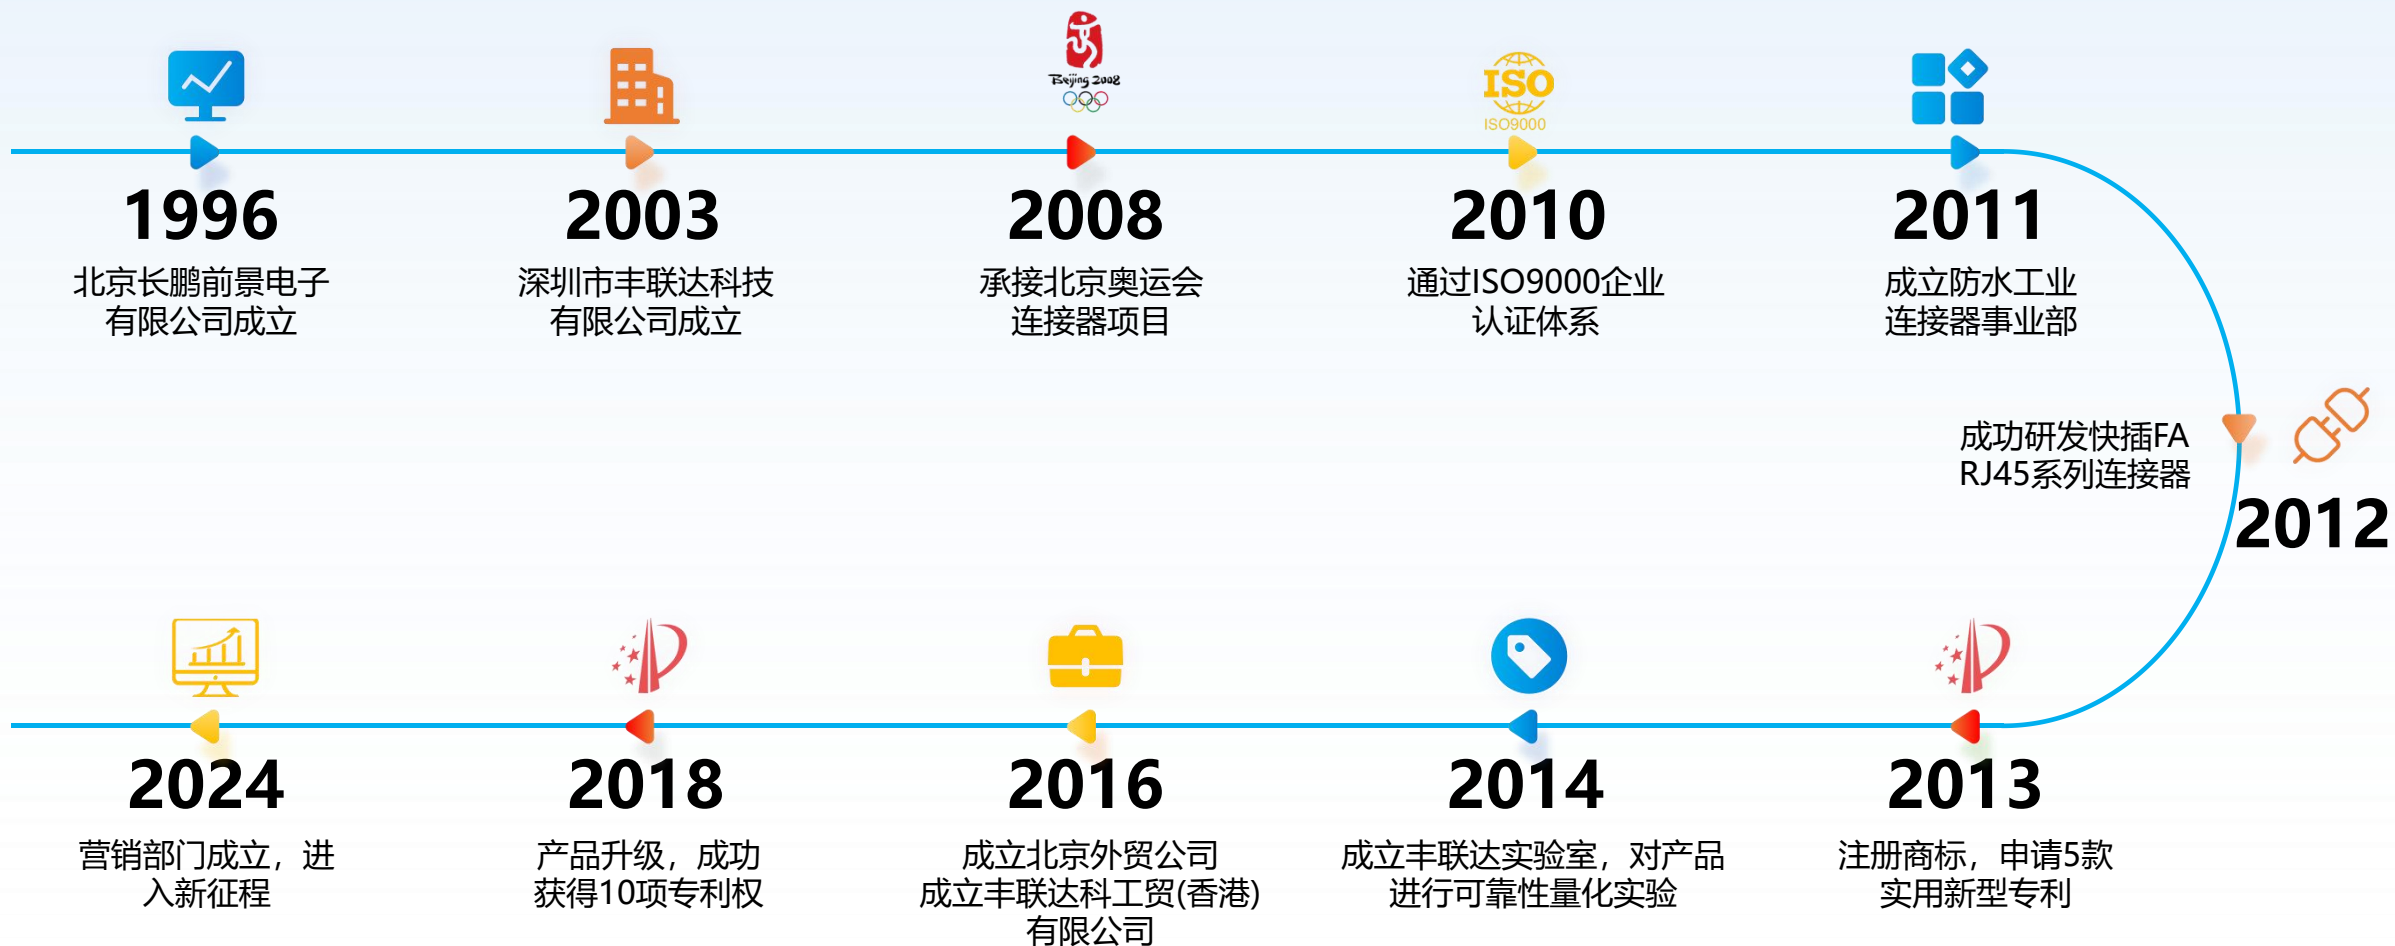 Beijing 2008
ISO
ISO9000
1996
北京长鹏前景电子
有限公司成立
2003
深圳市丰联达科技
有限公司成立
2008
承接北京奥运会
连接器项目
2010
通过ISO9000企业
认证体系
2011
成立防水工业
连接器事业部
成功研发快插FA
RJ45系列连接器
2012
2013
注册商标，申请5款
实用新型专利
2014
成立丰联达实验室，对产品
进行可靠性量化实验
2016
成立北京外贸公司
成立丰联达科工贸(香港)
有限公司
2018
产品升级，成功
获得10项专利权
2024
营销部门成立，进
入新征程